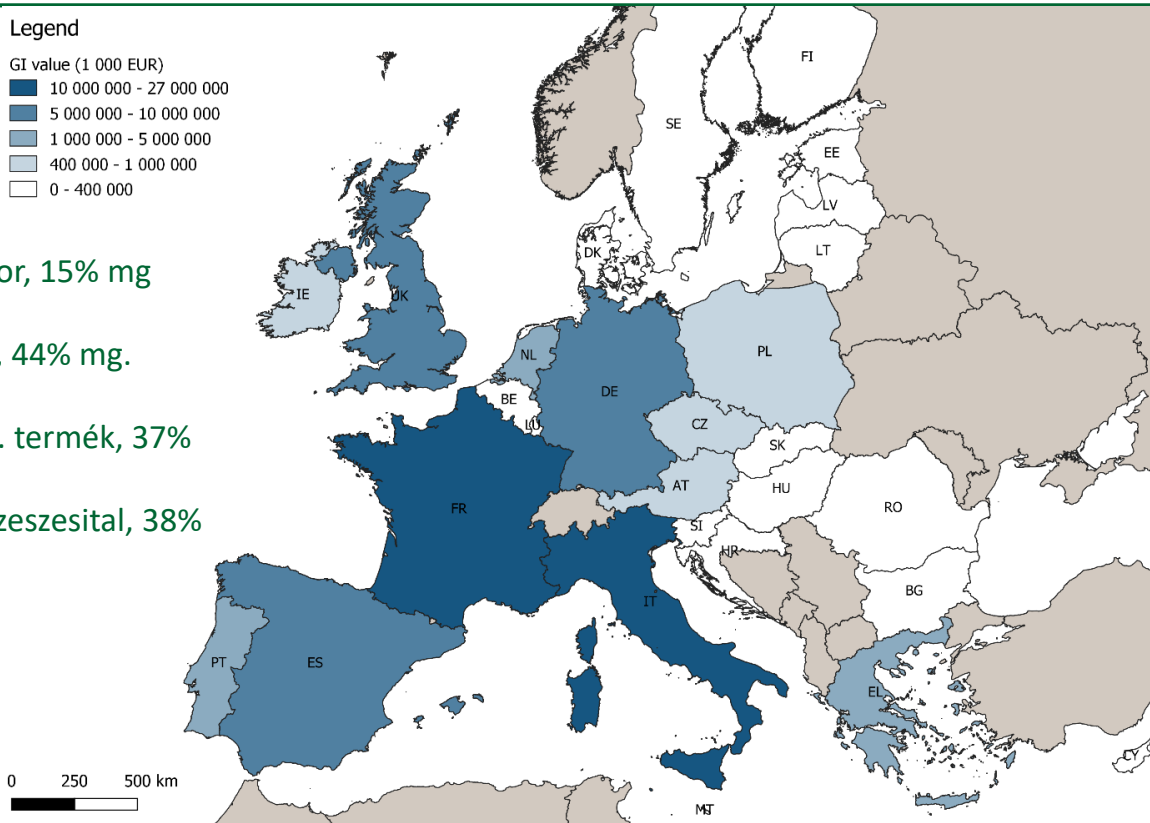 Legend
GI value (1 000 EUR)
10 000 000 - 27 000 000
5 000 000 - 10 000 000
1 000 000 - 5 000 000
400 000 - 1 000 000
0 - 400 000
or, 15% mg
, 44% mg.
. termék, 37%
zeszesital, 38%
FI
SE
EE
LV
LT
DK
IE
UK
NL
PL
DE
BE
LU
CZ
SK
AT
HU
FR
RO
SI
HR
IT
BG
PT
ES
EL
CY
MT
0 250 500 km